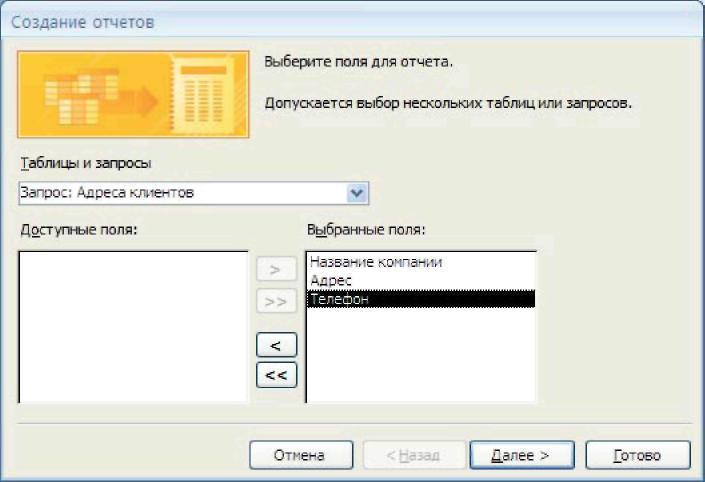 Создание отчетов
Выберите поля для отчета.
Допускается выбор нескольких таблиц или запросов.
Таблицы и запросы
Запрос: Адреса клиентов
Доступные поля:
Выбранные поля:
Название компании
Адрес
Телефон
>
>>
<
<<
Отмена
< Назад
Далее >
Готово